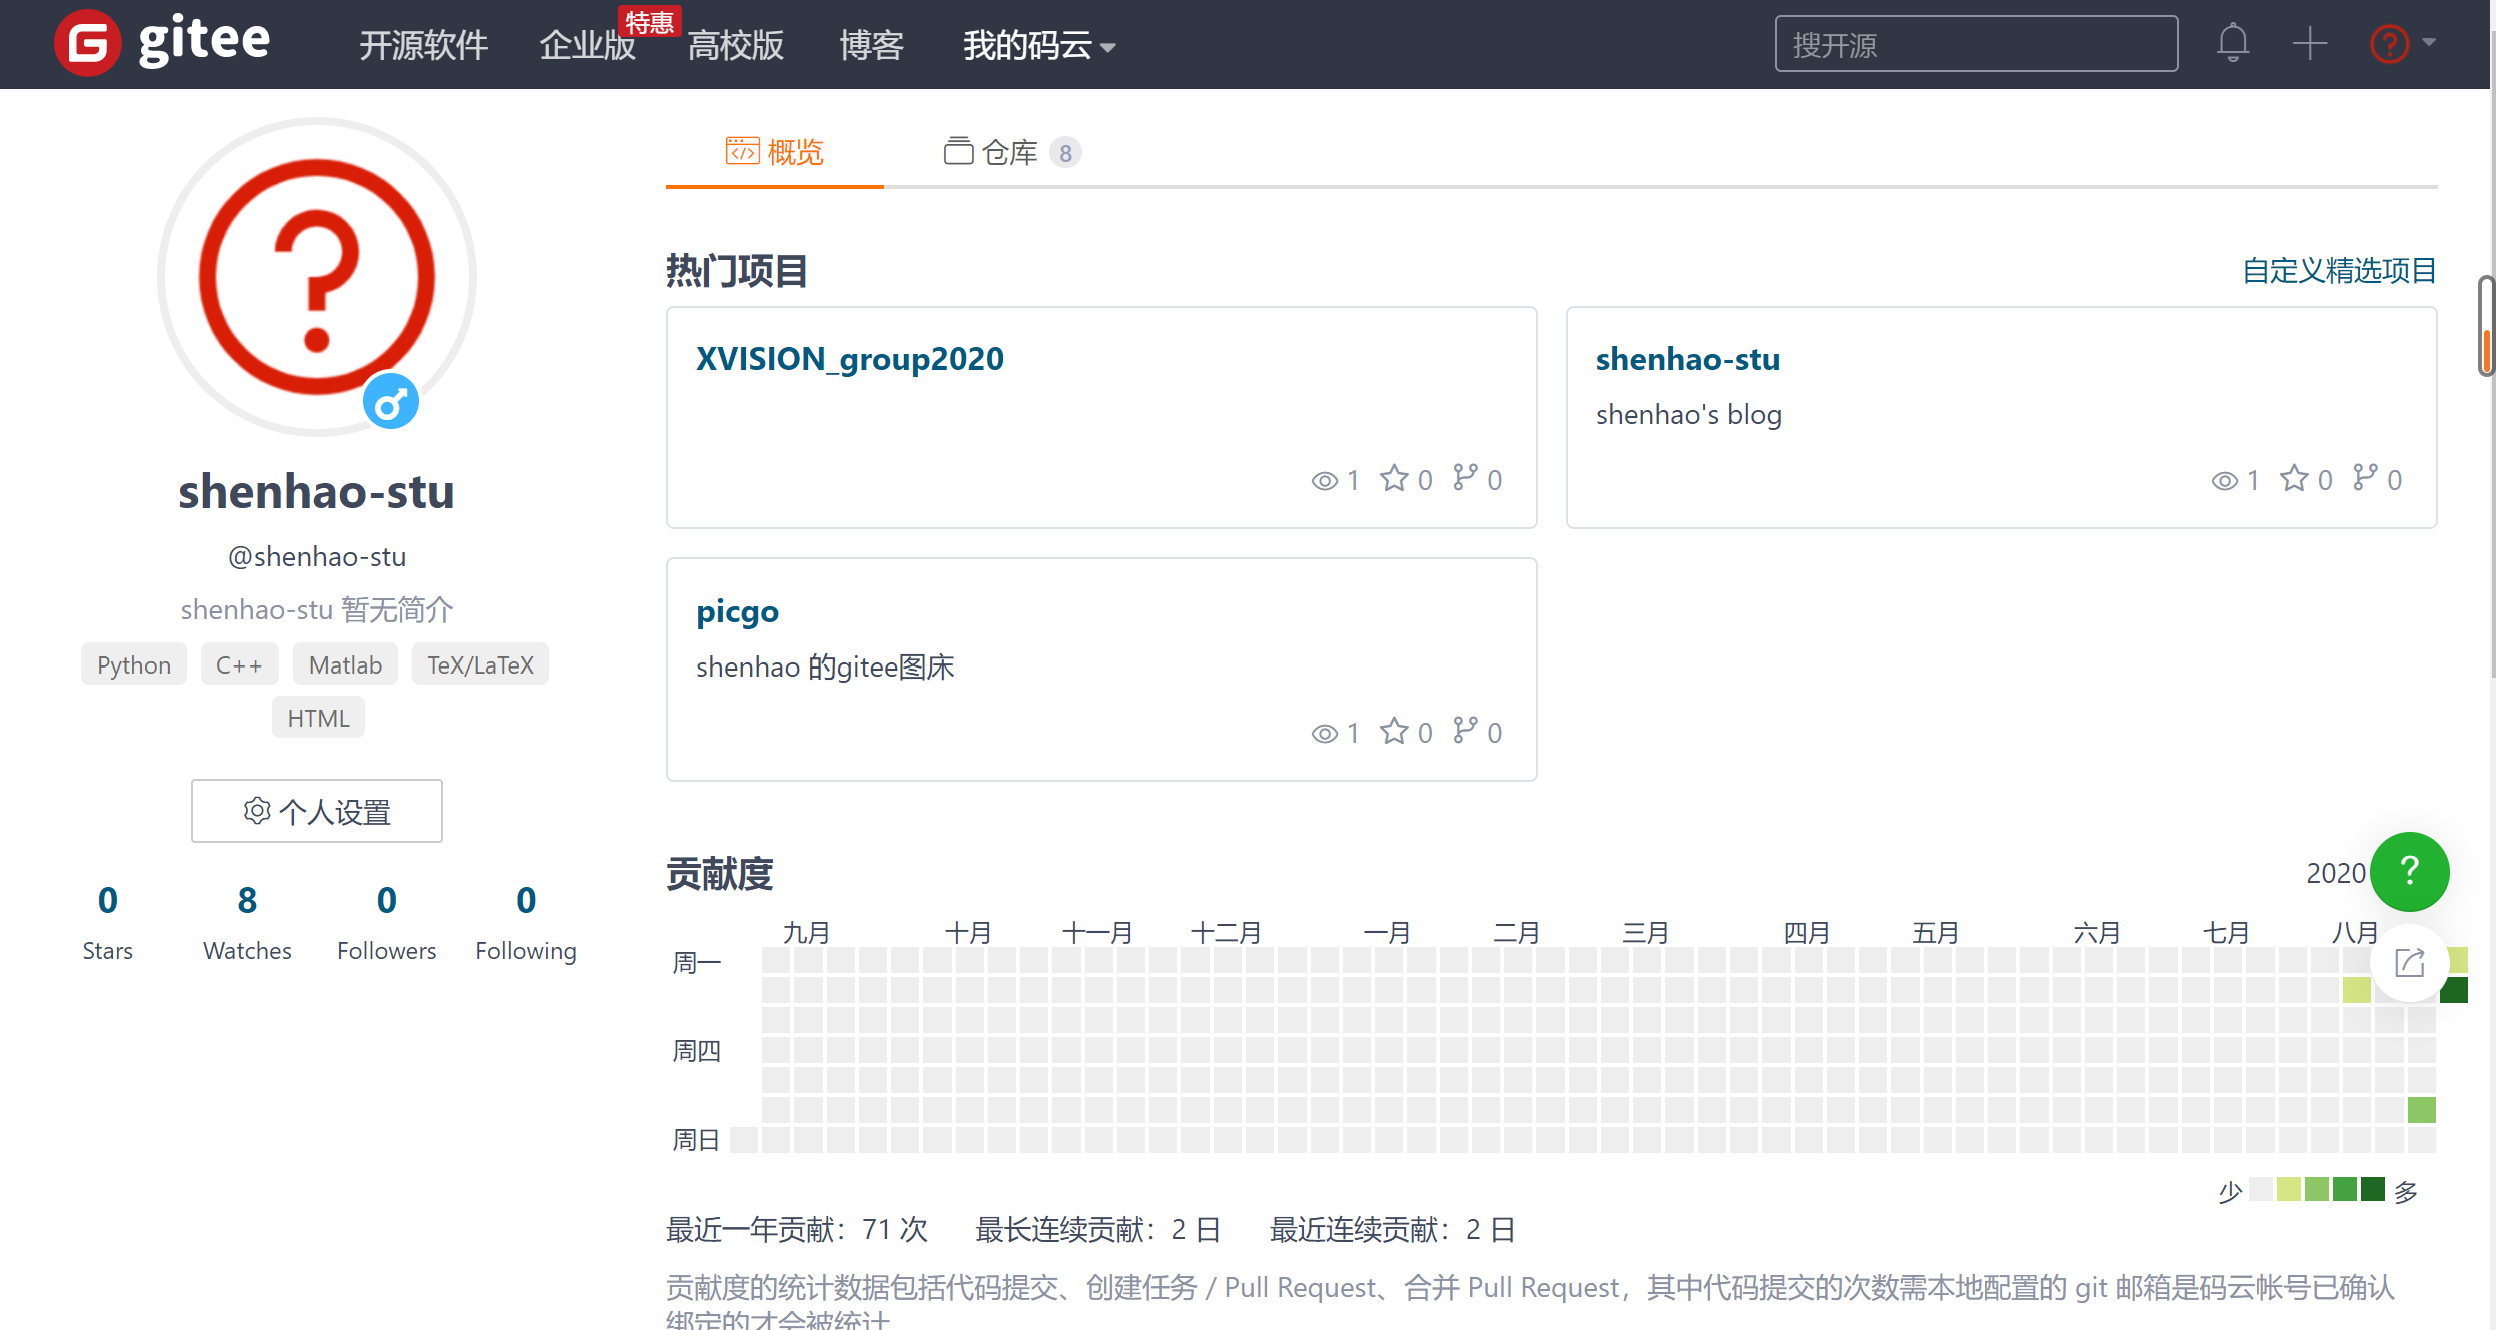 gitee 开源软件 企业版 特惠 高校版 博客 我的码云 搜开源
概览 仓库 8
热门项目 自定义精选项目
XVISION_group2020
1 0 0
shenhao-stu
shenhao's blog
1 0 0
picgo
shenhao 的gitee图床
1 0 0
shenhao-stu
@shenhao-stu
shenhao-stu 暂无简介
Python C++ Matlab TeX/LaTeX
HTML
个人设置
0 8 0 0
Stars Watches Followers Following
贡献度 2020
九月 十月 十一月 十二月 一月 二月 三月 四月 五月 六月 七月 八月
周一
周四
周日
少 多
最近一年贡献：71 次 最长连续贡献：2 日 最近连续贡献：2 日
贡献度的统计数据包括代码提交、创建任务 / Pull Request、合并 Pull Request，其中代码提交的次数需本地配置的 git 邮箱是码云帐号已确认
绑定的才会被统计